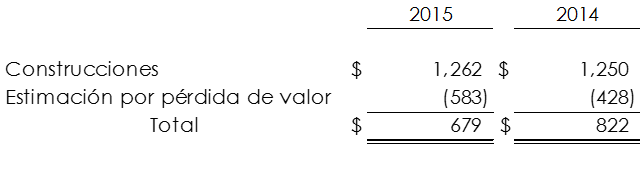 2015 2014
Construcciones $ 1,262 $ 1,250
Estimación por pérdida de valor (583) (428)
Total $ 679 $ 822